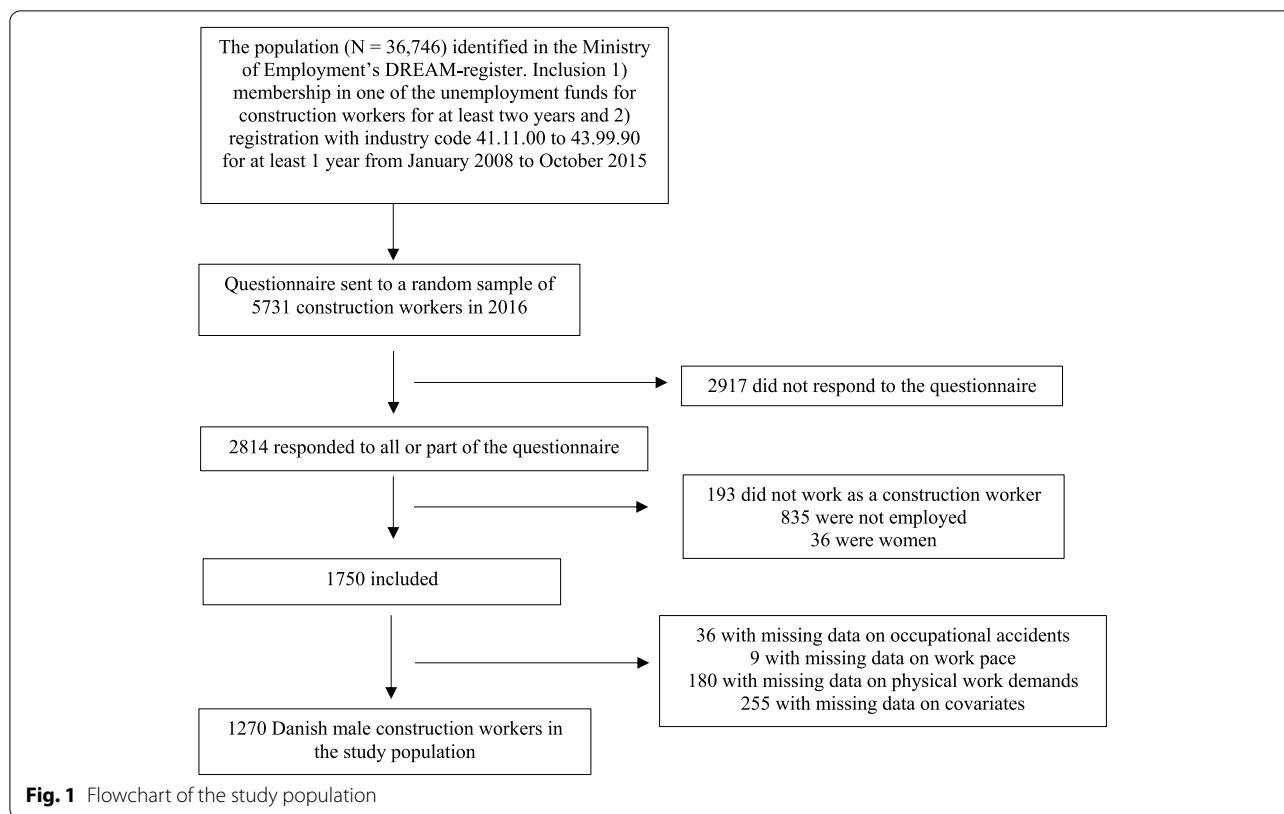 The population (N = 36,746) identified in the Ministry
of Employment's DREAM-register. Inclusion 1)
membership in one of the unemployment funds for
construction workers for at least two years and 2)
registration with industry code 41.11.00 to 43.99.90
for at least 1 year from January 2008 to October 2015
Questionnaire sent to a random sample of
5731 construction workers in 2016
2917 did not respond to the questionnaire
2814 responded to all or part of the questionnaire
193 did not work as a construction worker
835 were not employed
36 were women
1750 included
36 with missing data on occupational accidents
9 with missing data on work pace
180 with missing data on physical work demands
255 with missing data on covariates
1270 Danish male construction workers in
the study population
Fig. 1 Flowchart of the study population